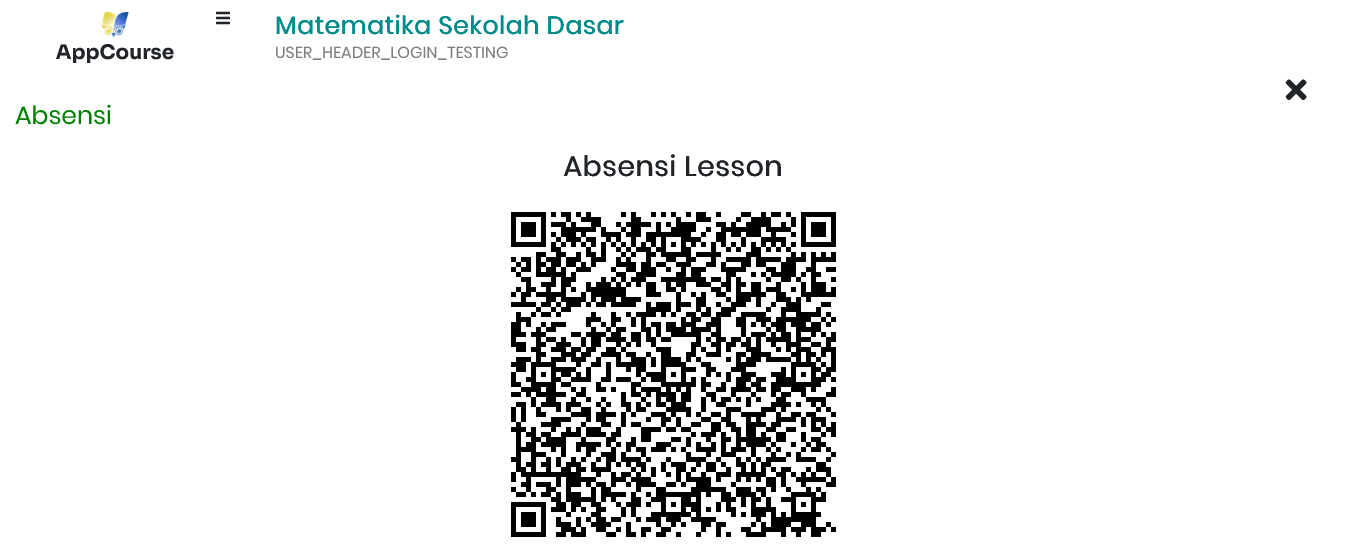 AppCourse
Matematika Sekolah Dasar
USER_HEADER_LOGIN_TESTING
Absensi
Absensi Lesson